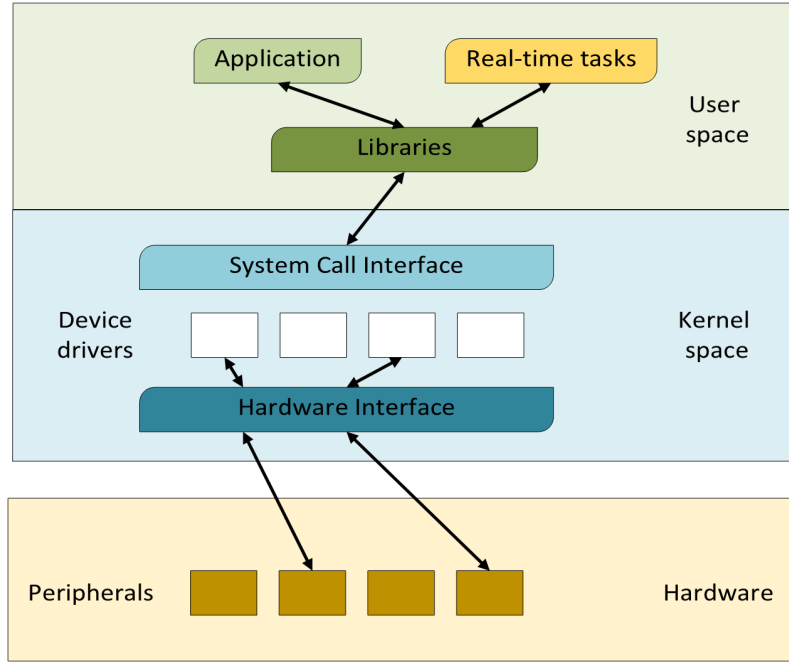 Application
Real-time tasks
Libraries
User
space
System Call Interface
Device
drivers
Kernel
space
Hardware Interface
Peripherals
Hardware